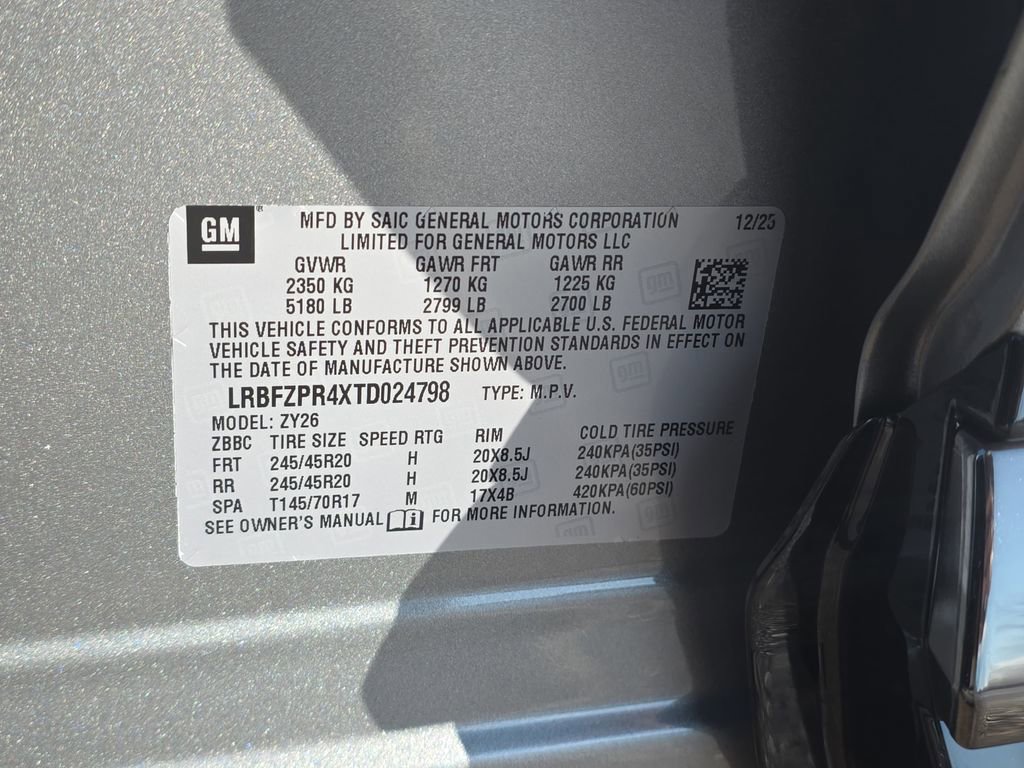 GM ®
MFD BY SAIC GENERAL MOTORS CORPORATION 12/25
LIMITED FOR GENERAL MOTORS LLC
GVWR GAWR FRT GAWR RR
2350 KG 1270 KG 1225 KG
5180 LB 2799 LB 2700 LB
THIS VEHICLE CONFORMS TO ALL APPLICABLE U.S. FEDERAL MOTOR
VEHICLE SAFETY AND THEFT PREVENTION STANDARDS IN EFFECT ON
THE DATE OF MANUFACTURE SHOWN ABOVE.
LRBFZPR4XTD024798 TYPE: M.P.V.
MODEL: ZY26
ZBBC TIRE SIZE SPEED RTG RIM COLD TIRE PRESSURE
FRT 245/45R20 H 20X8.5J 240KPA(35PSI)
RR 245/45R20 H 20X8.5J 240KPA(35PSI)
SPA T145/70R17 M 17X4B 420KPA(60PSI)
SEE OWNER'S MANUAL FOR MORE INFORMATION.